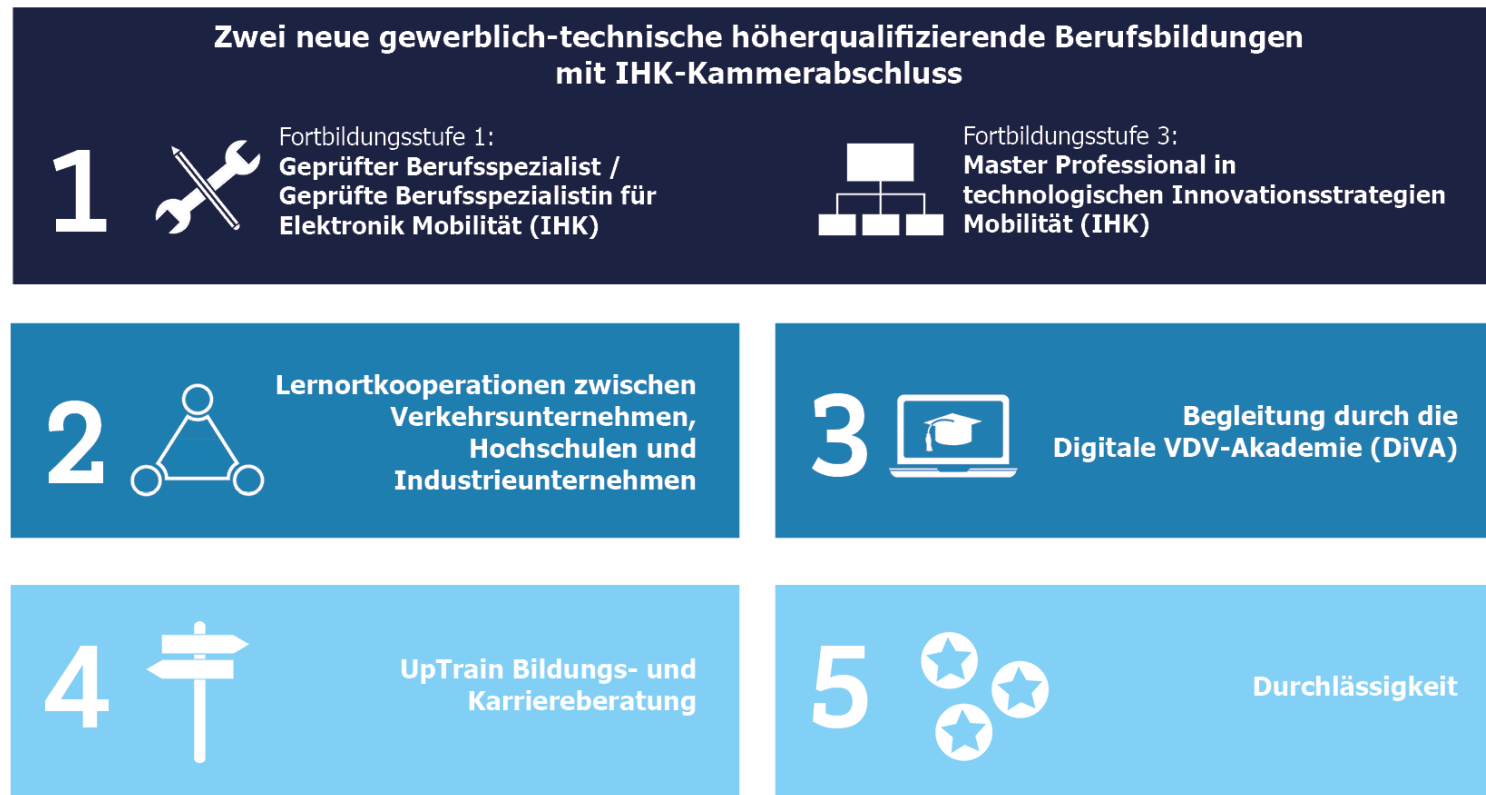 Zwei neue gewerblich-technische höherqualifizierende Berufsbildungen
mit IHK-Kammerabschluss
1
Fortbildungsstufe 1:
Geprüfter Berufsspezialist /
Geprüfte Berufsspezialistin für
Elektronik Mobilität (IHK)
Fortbildungsstufe 3:
Master Professional in
technologischen Innovationsstrategien
Mobilität (IHK)
2
Lernortkooperationen zwischen
Verkehrsunternehmen,
Hochschulen und
Industrieunternehmen
3
Begleitung durch die
Digitale VDV-Akademie (DiVA)
4
UpTrain Bildungs- und
Karriereberatung
5
Durchlässigkeit